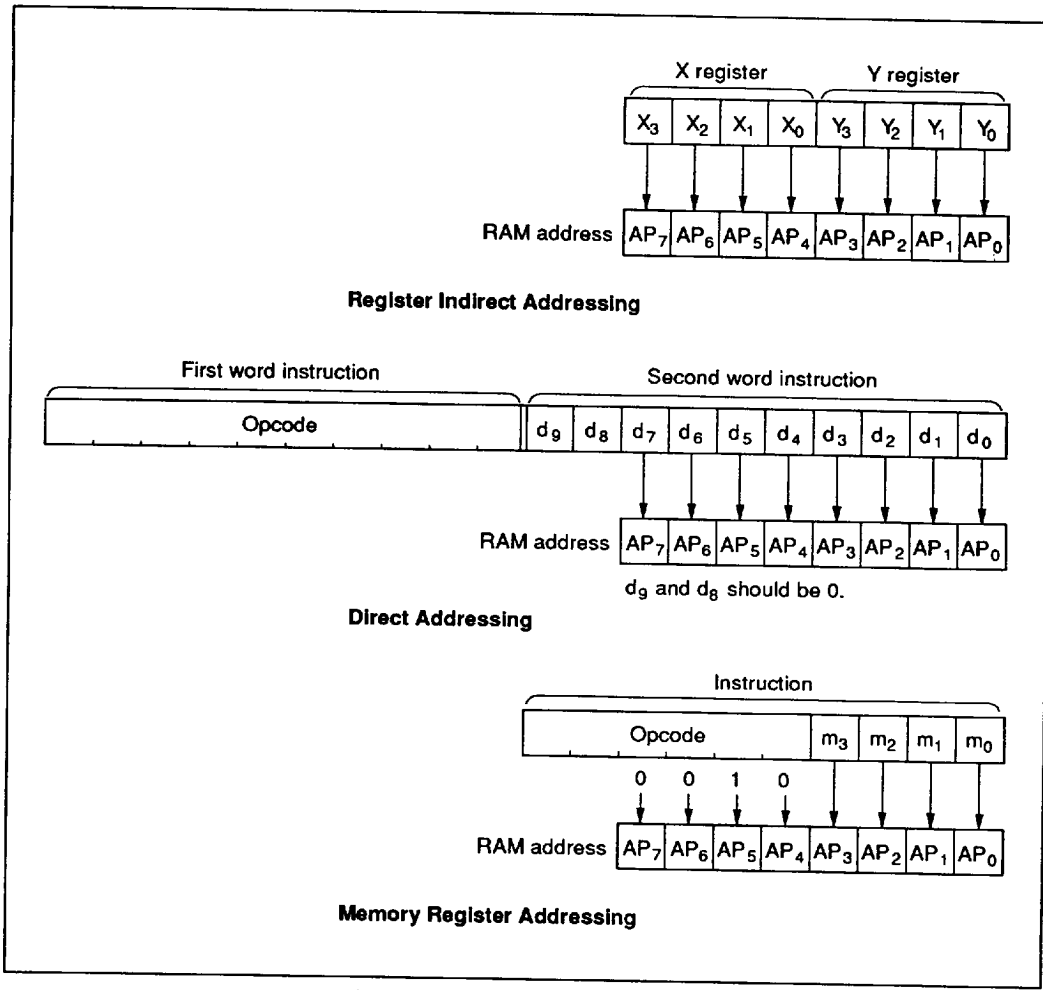 X register Y register
X3 X2 X1 X0 Y3 Y2 Y1 Y0
RAM address AP7 AP6 AP5 AP4 AP3 AP2 AP1 AP0
Register Indirect Addressing
First word instruction Second word instruction
Opcode d9 d8 d7 d6 d5 d4 d3 d2 d1 d0
RAM address AP7 AP6 AP5 AP4 AP3 AP2 AP1 AP0
d9 and d8 should be 0.
Direct Addressing
Instruction
Opcode m3 m2 m1 m0
0 0 1 0
RAM address AP7 AP6 AP5 AP4 AP3 AP2 AP1 AP0
Memory Register Addressing